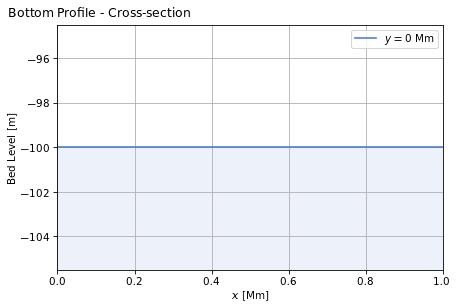 Bottom Profile - Cross-section
y = 0 Mm
Bed Level [m]
−96
−98
−100
−102
−104
0.0 0.2 0.4 0.6 0.8 1.0
x [Mm]